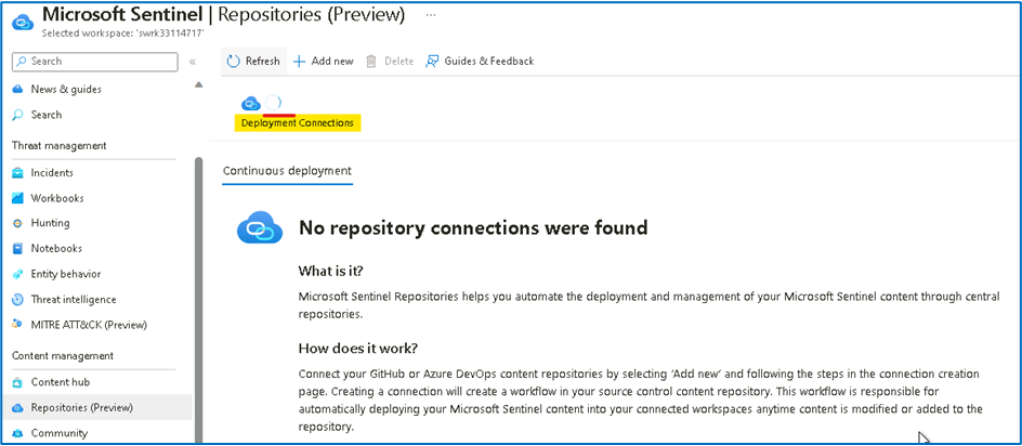 Microsoft Sentinel | Repositories (Preview) ...
Selected workspace: 'swrk33114717'
Search
«
Refresh
Add new
Delete
Guides & Feedback
News & guides
Search
Threat management
Incidents
Workbooks
Hunting
Notebooks
Entity behavior
Threat intelligence
MITRE ATT&CK (Preview)
Content management
Content hub
Repositories (Preview)
Community
Deployment Connections
Continuous deployment
No repository connections were found
What is it?
Microsoft Sentinel Repositories helps you automate the deployment and management of your Microsoft Sentinel content through central
repositories.
How does it work?
Connect your GitHub or Azure DevOps content repositories by selecting 'Add new' and following the steps in the connection creation
page. Creating a connection will create a workflow in your source control content repository. This workflow is responsible for
automatically deploying your Microsoft Sentinel content into your connected workspaces anytime content is modified or added to the
repository.